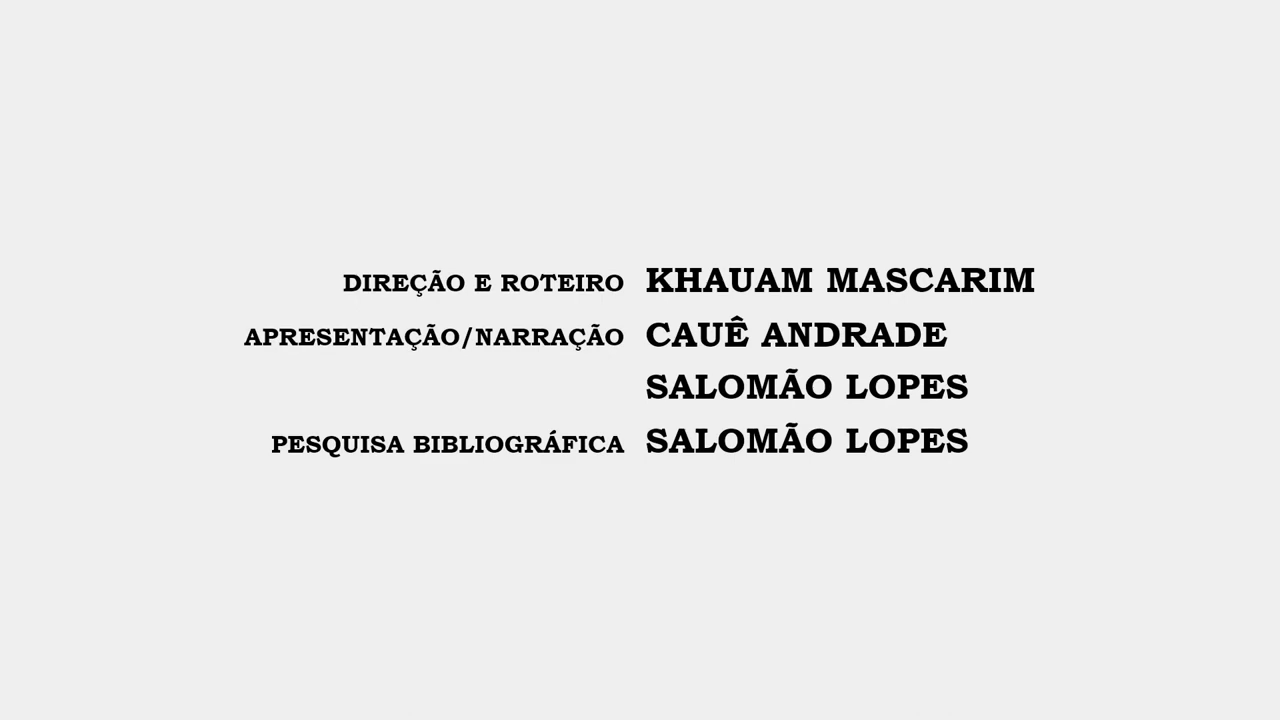 DIREÇÃO E ROTEIRO KHAUAM MASCARIM
APRESENTAÇÃO/NARRAÇÃO CAUÊ ANDRADE
SALOMÃO LOPES
PESQUISA BIBLIOGRÁFICA SALOMÃO LOPES